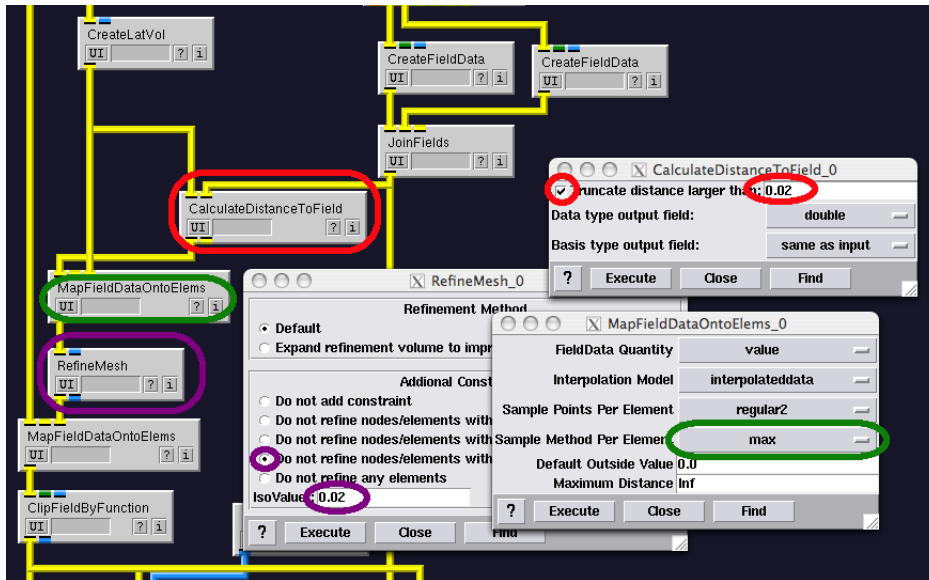 CreateLatVol
UI ? i
CreateFieldData
UI ? i
CreateFieldData
UI ? i
JoinFields
UI ? i
CalculateDistanceToField
UI ? i
MapFieldDataOntoElems
UI ? i
RefineMesh
UI ? i
MapFieldDataOntoElems
UI ? i
ClipFieldByFunction
UI ? i
X CalculateDistanceToField_0
Truncate distance larger than: 0.02
Data type output field: double
Basis type output field: same as input
? Execute Close Find
X RefineMesh_0
Refinement Method
Default
Expand refinement volume to impr
Addional Const
Do not add constraint
Do not refine nodes/elements with
Do not refine nodes/elements with
Do not refine nodes/elements with
Do not refine any elements
IsoValue: 0.02
? Execute Close Find
X MapFieldDataOntoElems_0
FieldData Quantity value
Interpolation Model interpolateddata
Sample Points Per Element regular2
Sample Method Per Element max
Default Outside Value 0.0
Maximum Distance Inf
? Execute Close Find